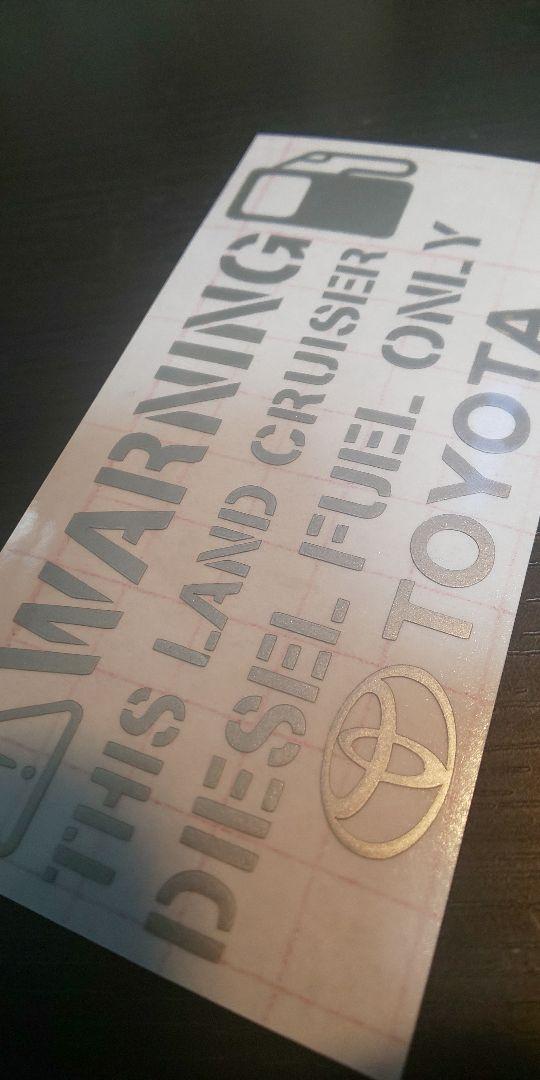 WARNING
THIS LAND CRUISER
DIESEL FUEL ONLY
TOYOTA